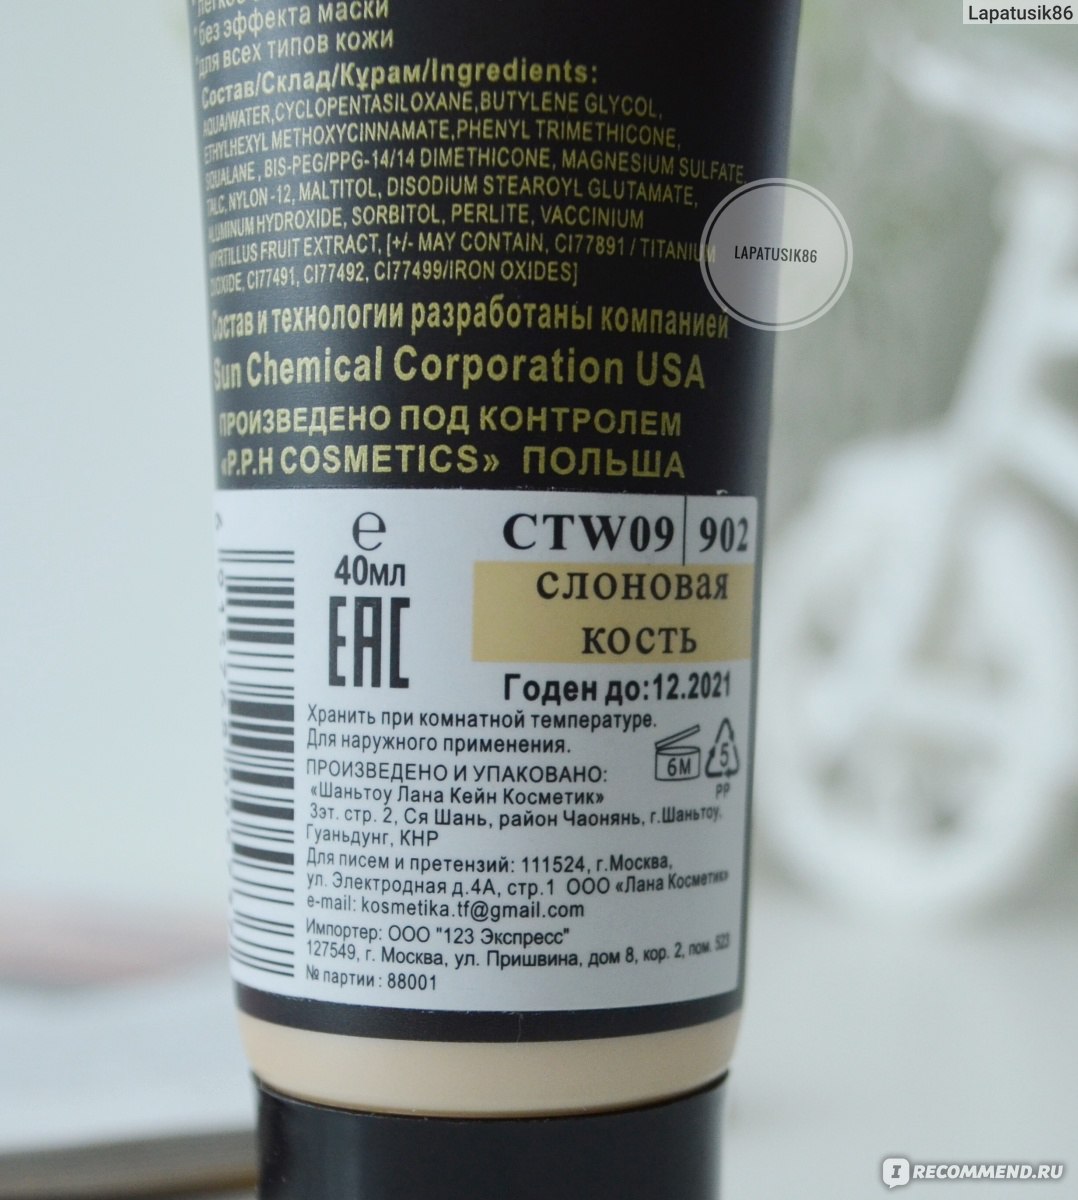 Lapatusik86
*легкое
*без эффекта маски
*для всех типов кожи
Состав/Склад/Құрам/Ingredients:
AQUA/WATER,CYCLOPENTASILOXANE,BUTYLENE GLYCOL,
ETHYLHEXYL METHOXYCINNAMATE,PHENYL TRIMETHICONE,
SQUALANE, BIS-PEG/PPG-14/14 DIMETHICONE, MAGNESIUM SULFATE,
TALC, NYLON-12, MALTITOL, DISODIUM STEAROYL GLUTAMATE,
ALUMINUM HYDROXIDE, SORBITOL, PERLITE, VACCINIUM
MYRTILLUS FRUIT EXTRACT, [+/- MAY CONTAIN, CI77891 / TITANIUM
DIOXIDE, CI77491, CI77492, CI77499/IRON OXIDES]
LAPATUSIK86
Состав и технологии разработаны компанией
Sun Chemical Corporation USA
ПРОИЗВЕДЕНО ПОД КОНТРОЛЕМ
«P.P.H COSMETICS» ПОЛЬША
e
40мл
EAC
CTW09 902
слоновая
кость
Годен до:12.2021
Хранить при комнатной температуре.
Для наружного применения.
6M
5
PP
ПРОИЗВЕДЕНО И УПАКОВАНО:
«Шаньтоу Лана Кейн Косметик»
3эт. стр. 2, Ся Шань, район Чаонянь, г.Шаньтоу,
Гуаньдунг, КНР
Для писем и претензий: 111524, г.Москва,
ул. Электродная д.4А, стр.1 ООО «Лана Косметик»
e-mail: kosmetika.tf@gmail.com
Импортер: ООО "123 Экспресс"
127549, г. Москва, ул. Пришвина, дом 8, кор. 2, пом. 523
№ партии : 88001
IRECOMMEND.RU